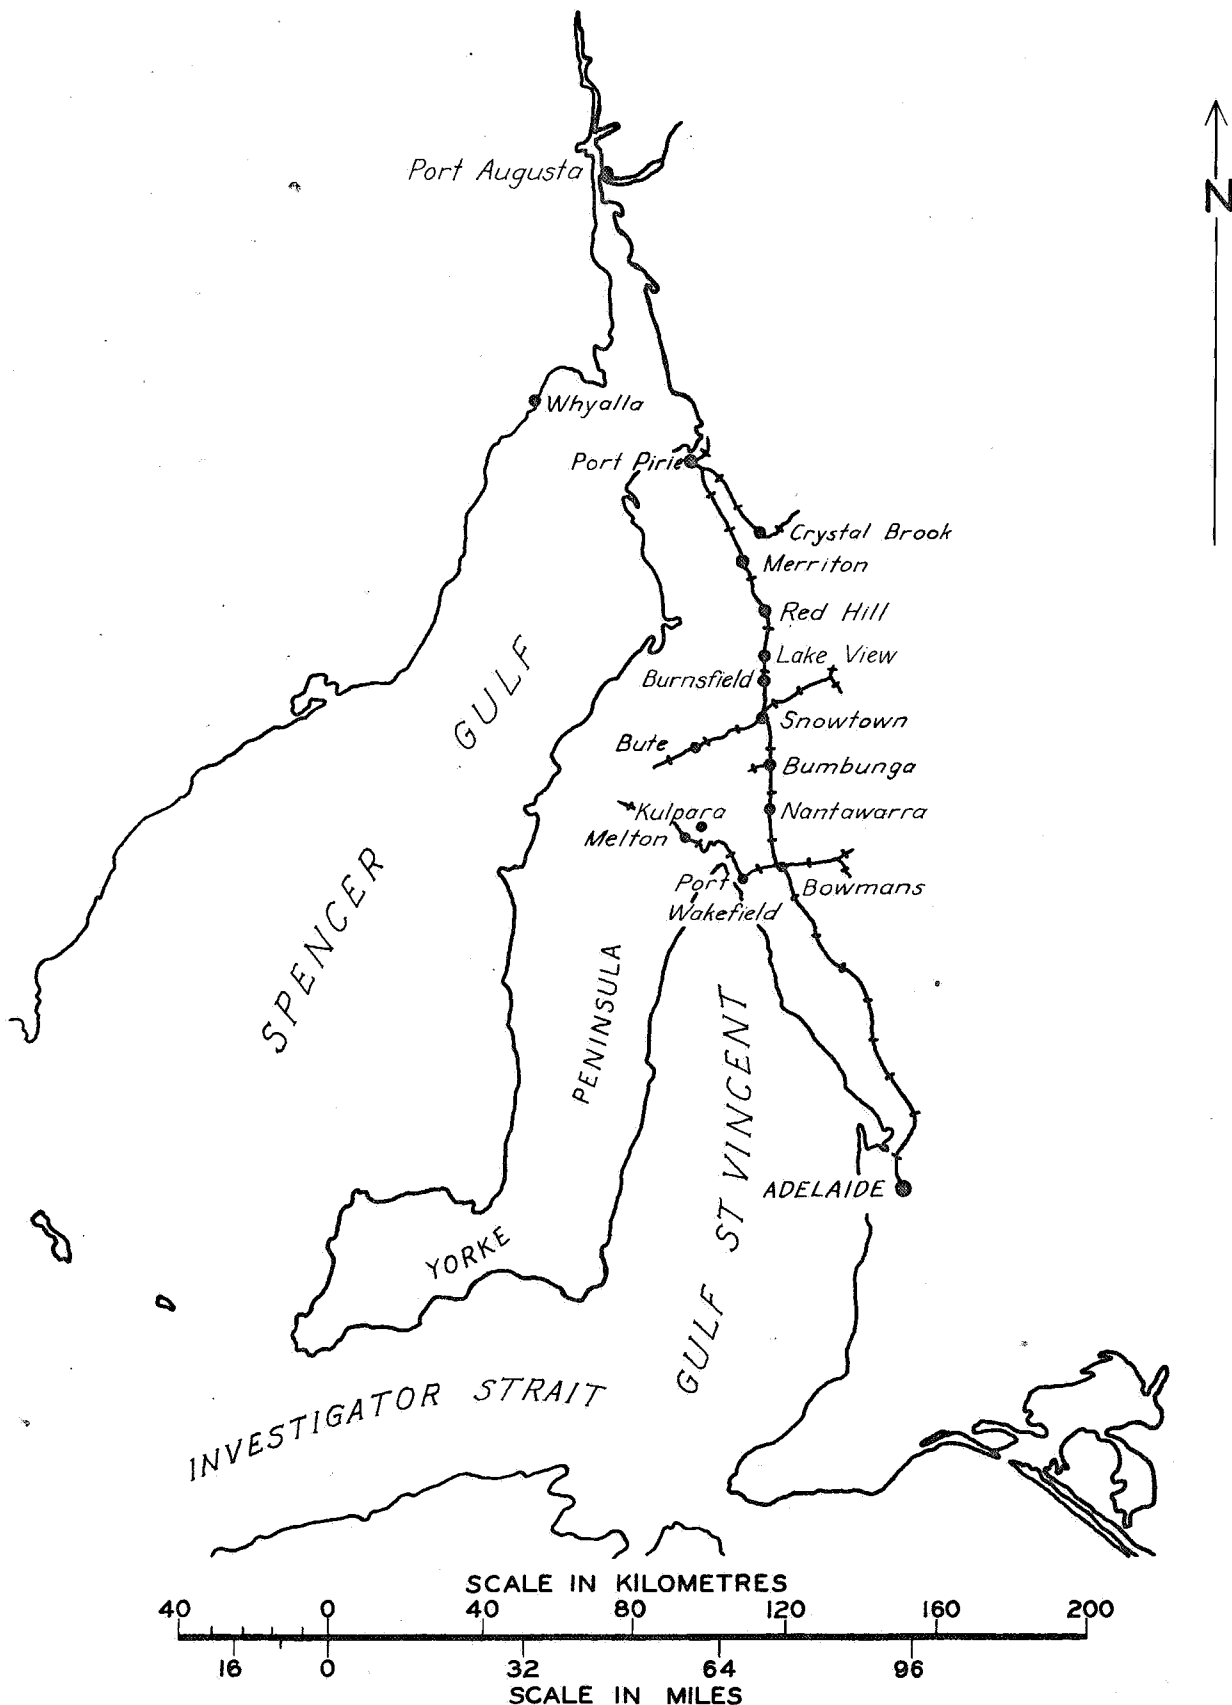 N
Port Augusta
Whyalla
Port Pirie
Crystal Brook
Merriton
Red Hill
Lake View
Burnsfield
Snowtown
Bute
Bumbunga
Kulpara
Nantawarra
Melton
Port
Wakefield
Bowmans
SPENCER GULF
PENINSULA
YORKE
GULF ST VINCENT
ADELAIDE
INVESTIGATOR STRAIT
SCALE IN KILOMETRES
40 0 40 80 120 160 200
16 0 32 64 96
SCALE IN MILES